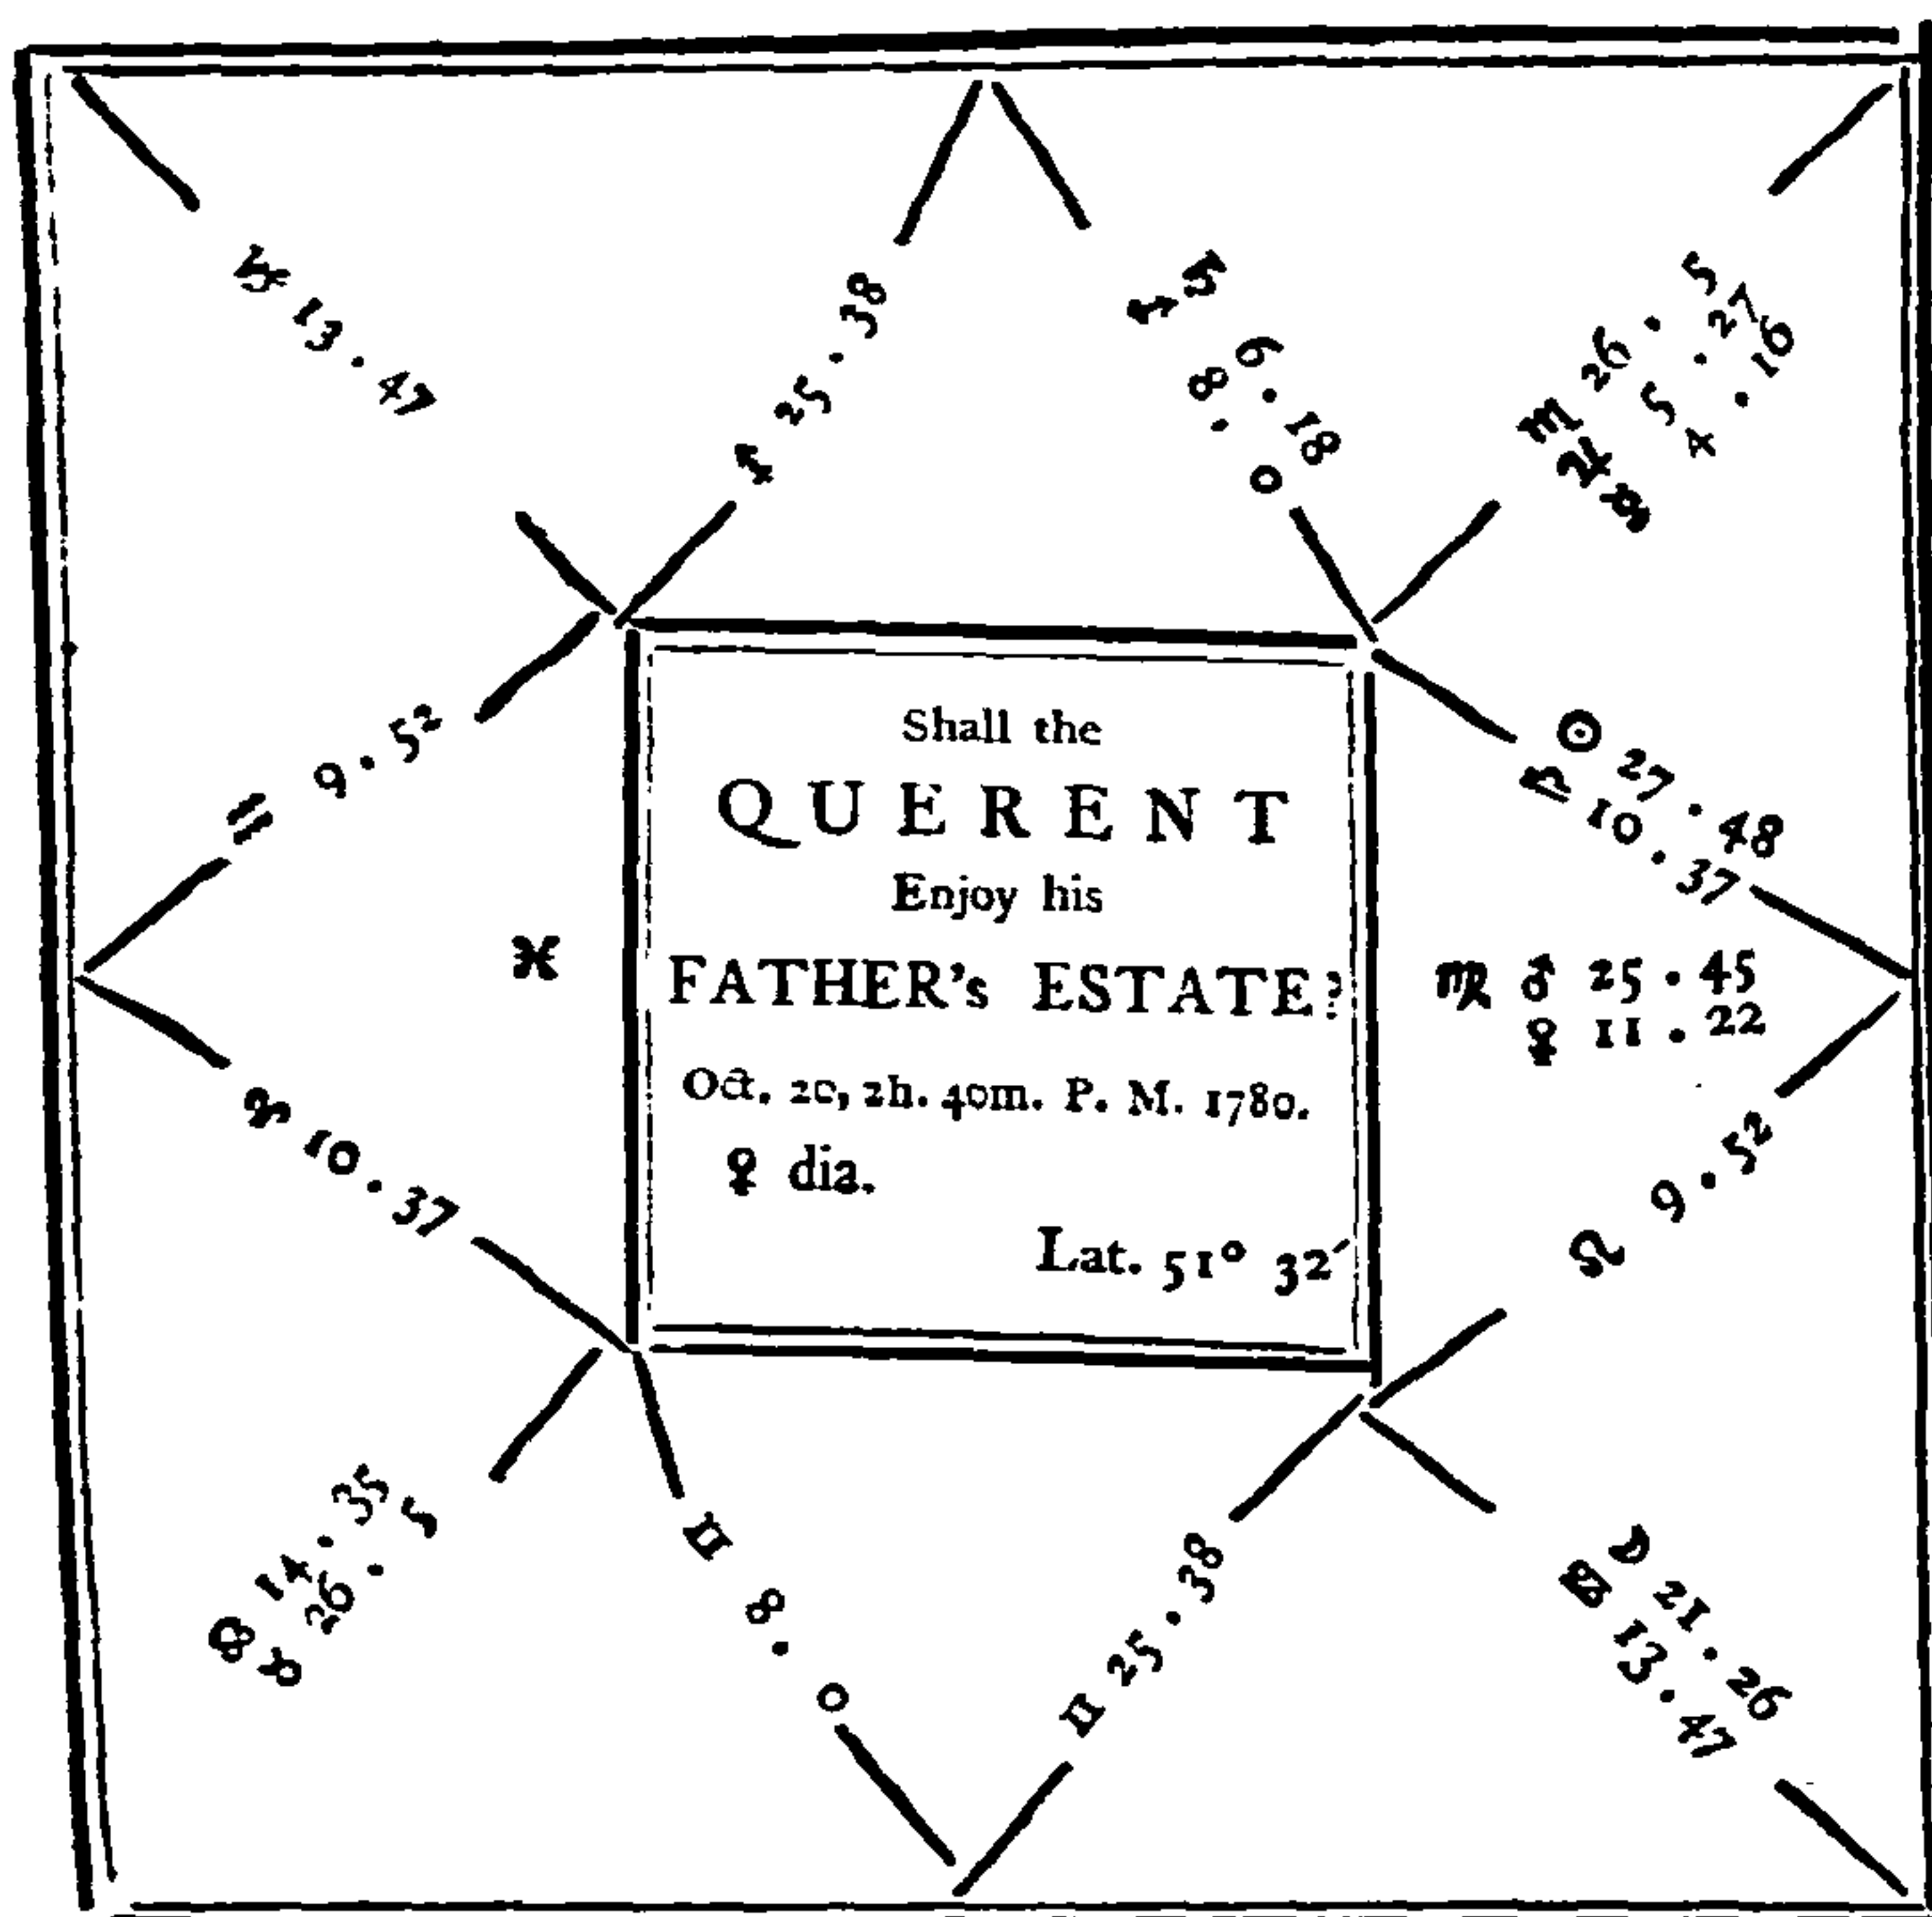 ♑ 13 . 47
♐ 25 . 38
♄
♐ 6 . 18
8 . 0
♏ 26 . 5
♃ 5 . 27
☿ 4 . 16
♒ 9 . 52
☉ 27 . 48
♎ 10 . 37
♓
Shall the
QUERENT
Enjoy his
FATHER's ESTATE?
Oct. 20, 2h. 40m. P. M. 1780.
♀ dia.
Lat. 51° 32′
♍ ♂ 25 . 45
♀ 11 . 22
♈ 10 . 37
♌ 9 . 52
14 . 35
♉ 26 . 5
♊ 8 . 0
♊ 25 . 38
☽ 21 . 26
♋ 13 . 47